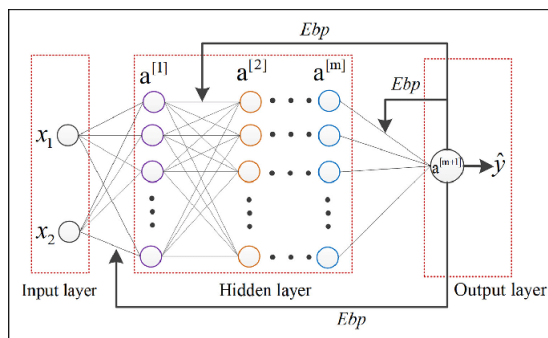 Ebp
a^[1] a^[2] a^[m]
Ebp
x₁
a^[m+1] ŷ
x₂
Input layer Hidden layer Output layer
Ebp